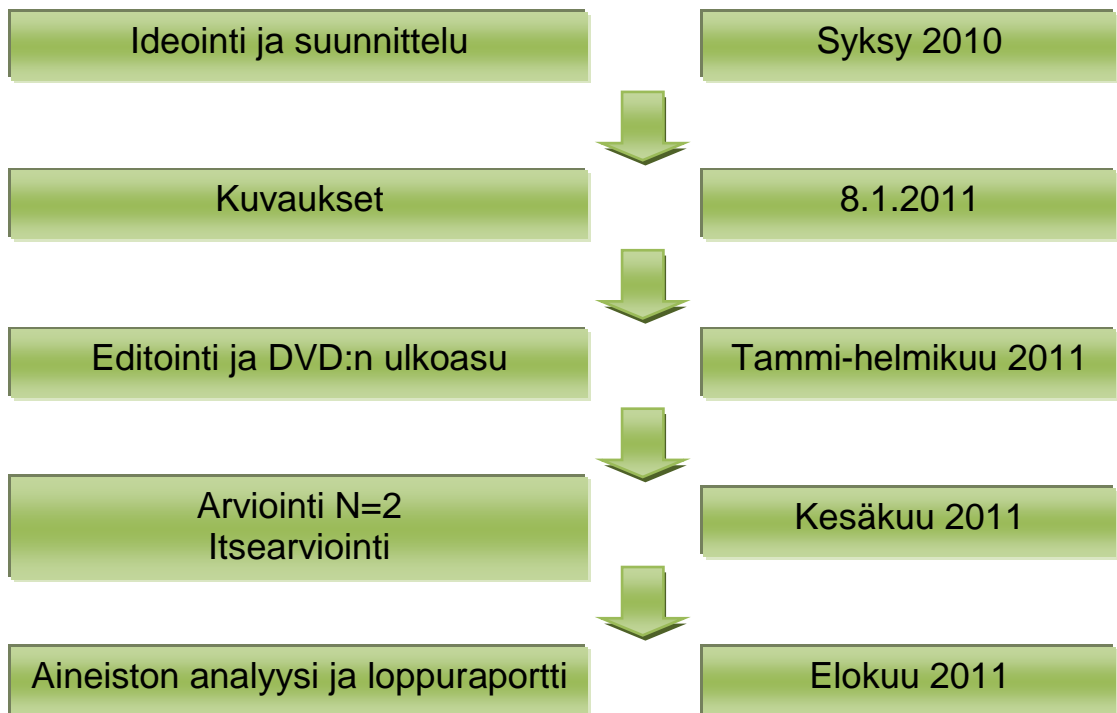 Ideointi ja suunnittelu
Syksy 2010
Kuvaukset
8.1.2011
Editointi ja DVD:n ulkoasu
Tammi-helmikuu 2011
Arviointi N=2
Itsearviointi
Kesäkuu 2011
Aineiston analyysi ja loppuraportti
Elokuu 2011